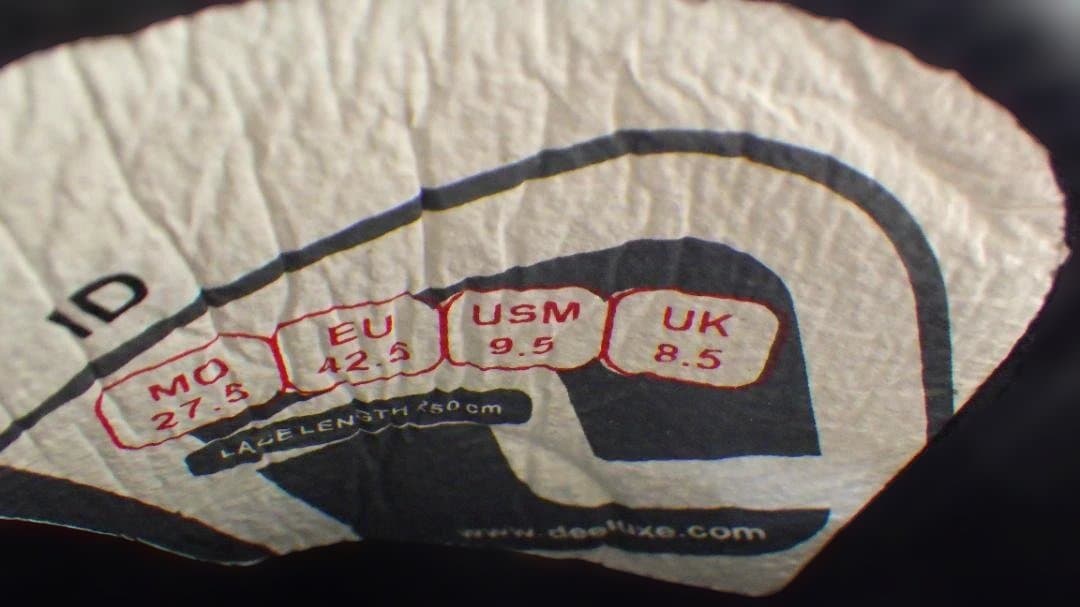 ID
MO EU USM UK
27.5 42.5 9.5 8.5
LACE LENGTH 250 cm
www.deeluxe.com